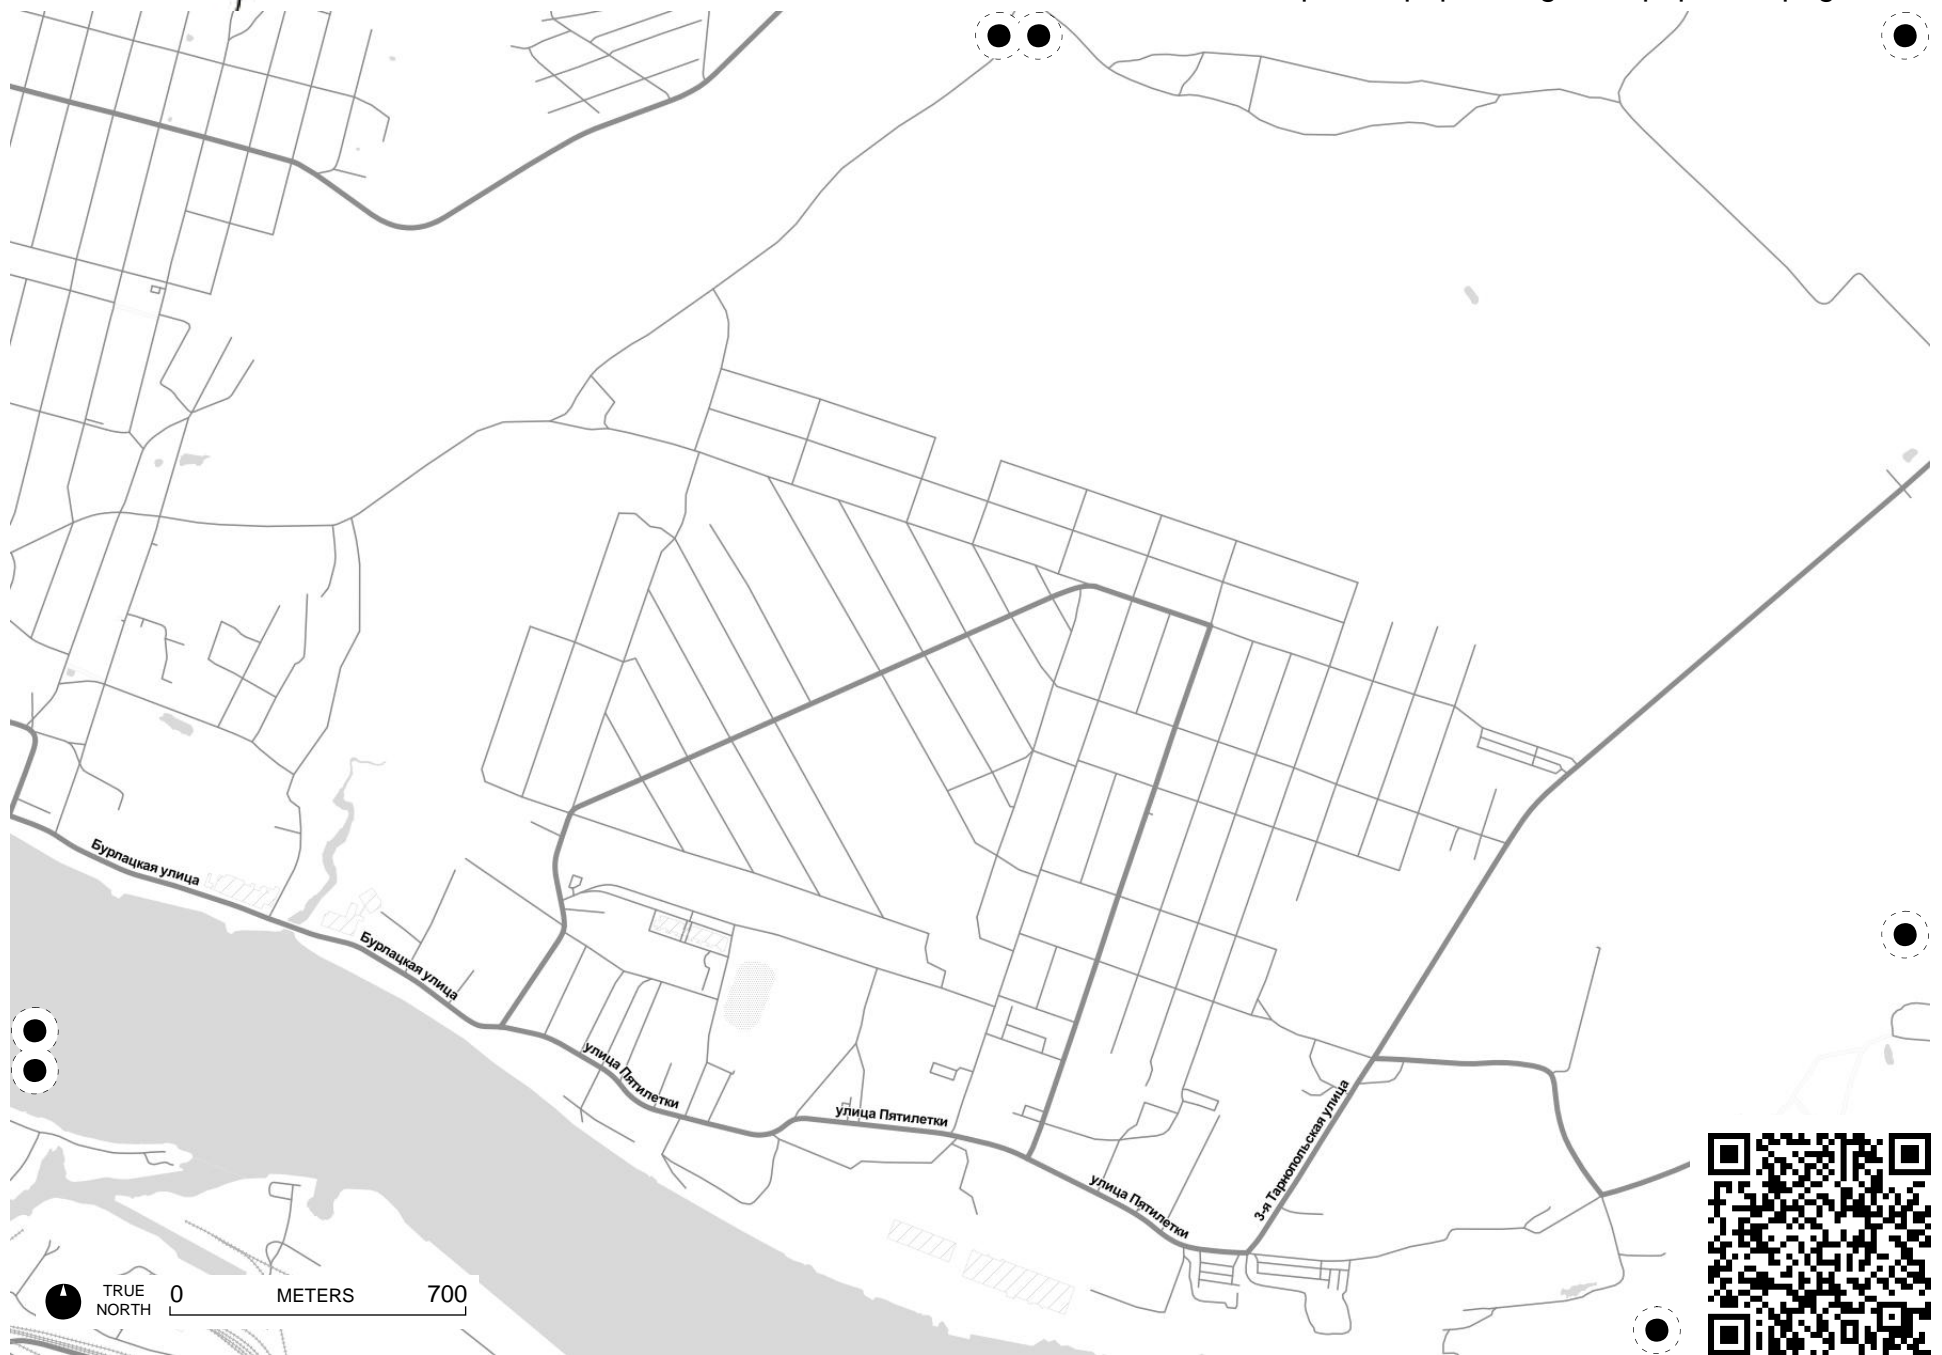 Бурлацкая улица
Бурлацкая улица
улица Пятилетки
улица Пятилетки
улица Пятилетки
3-я Тарнопольская улица
TRUE
NORTH
0 METERS 700